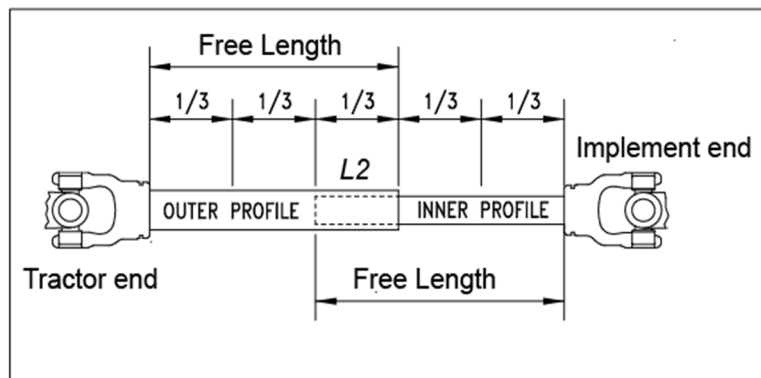 Free Length
1/3 1/3 1/3 1/3 1/3
Implement end
L2
OUTER PROFILE INNER PROFILE
Tractor end
Free Length